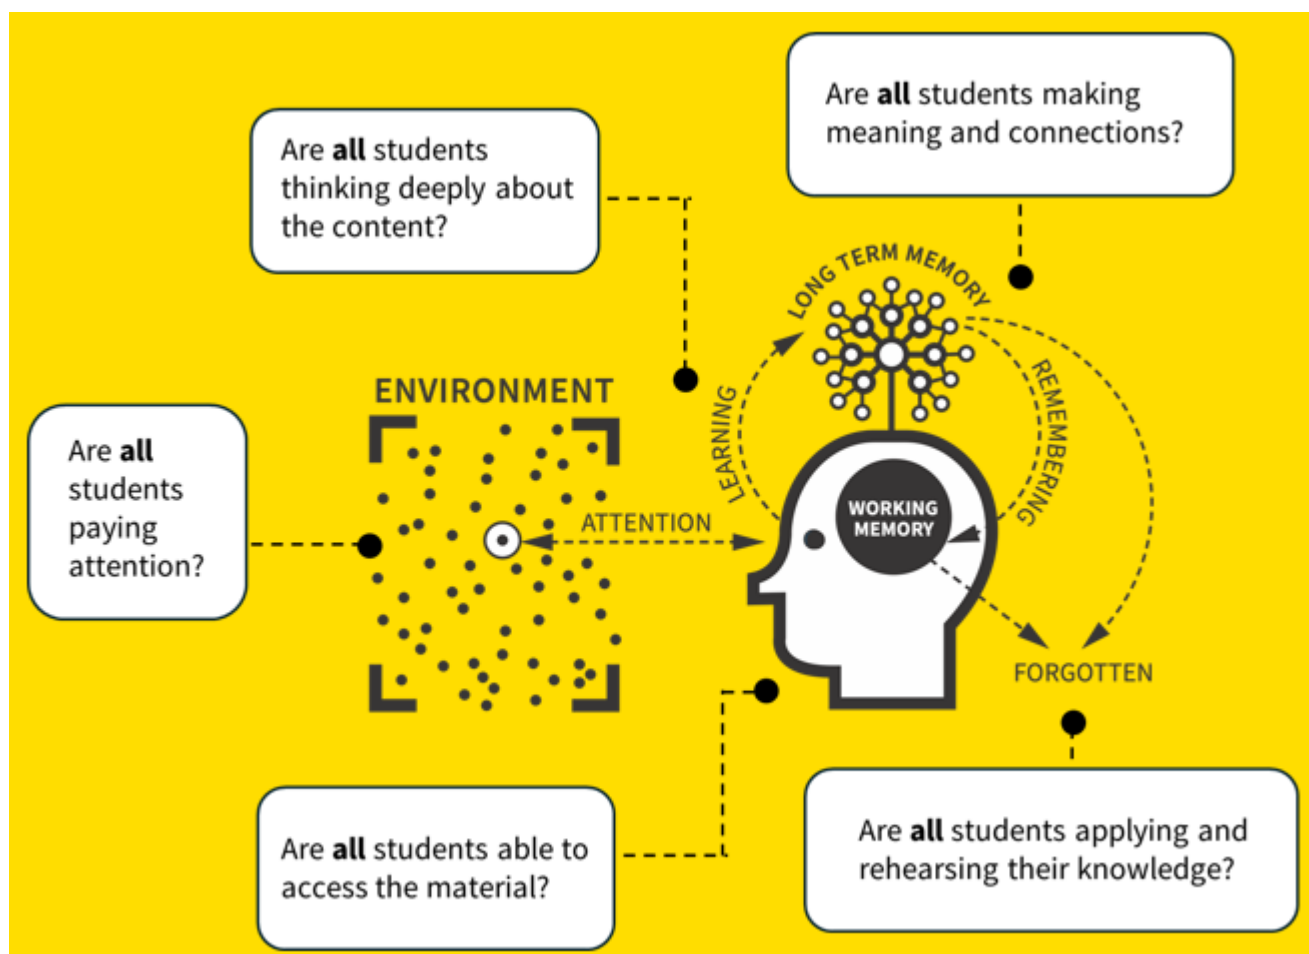 Are all students making
meaning and connections?
Are all students
thinking deeply about
the content?
LONG TERM MEMORY
ENVIRONMENT
LEARNING
REMEMBERING
Are all
students
paying
attention?
ATTENTION
WORKING
MEMORY
FORGOTTEN
Are all students able to
access the material?
Are all students applying and
rehearsing their knowledge?